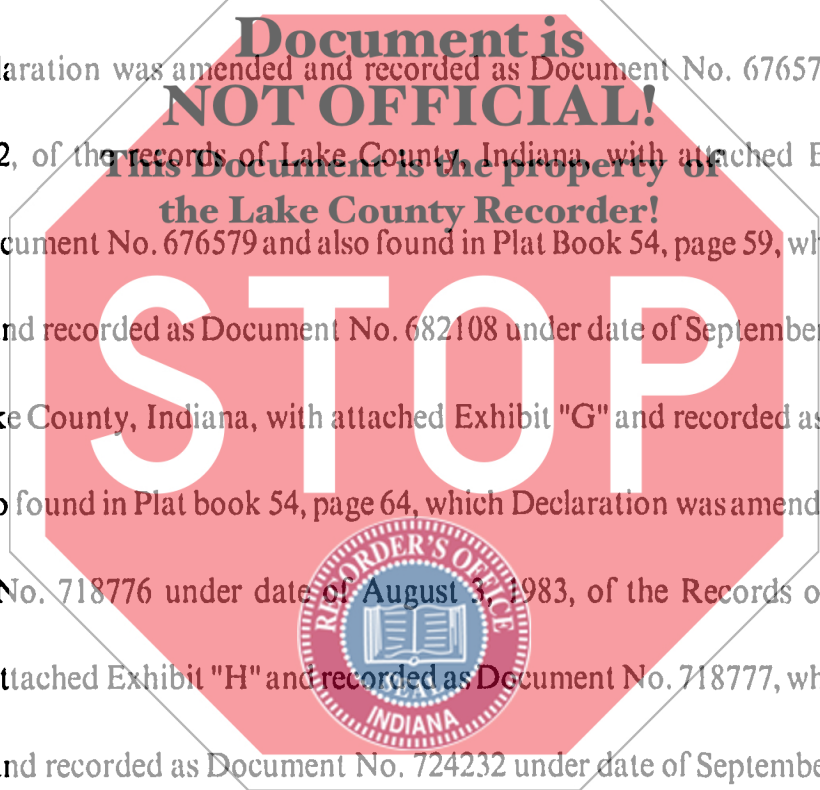 Document is
laration was amended and recorded as Document No. 67657
NOT OFFICIAL!
2, of the records of Lake County, Indiana, with attached E
This Document is the property of
the Lake County Recorder!
cument No. 676579 and also found in Plat Book 54, page 59, wh
nd recorded as Document No. 682108 under date of September
STOP
ke County, Indiana, with attached Exhibit "G" and recorded as
o found in Plat book 54, page 64, which Declaration was amend
RECORDER'S OFFICE
No. 718776 under date of August 3, 1983, of the Records o
SEAL
ttached Exhibit "H" and recorded as Document No. 718777, wh
INDIANA
nd recorded as Document No. 724232 under date of Septembe